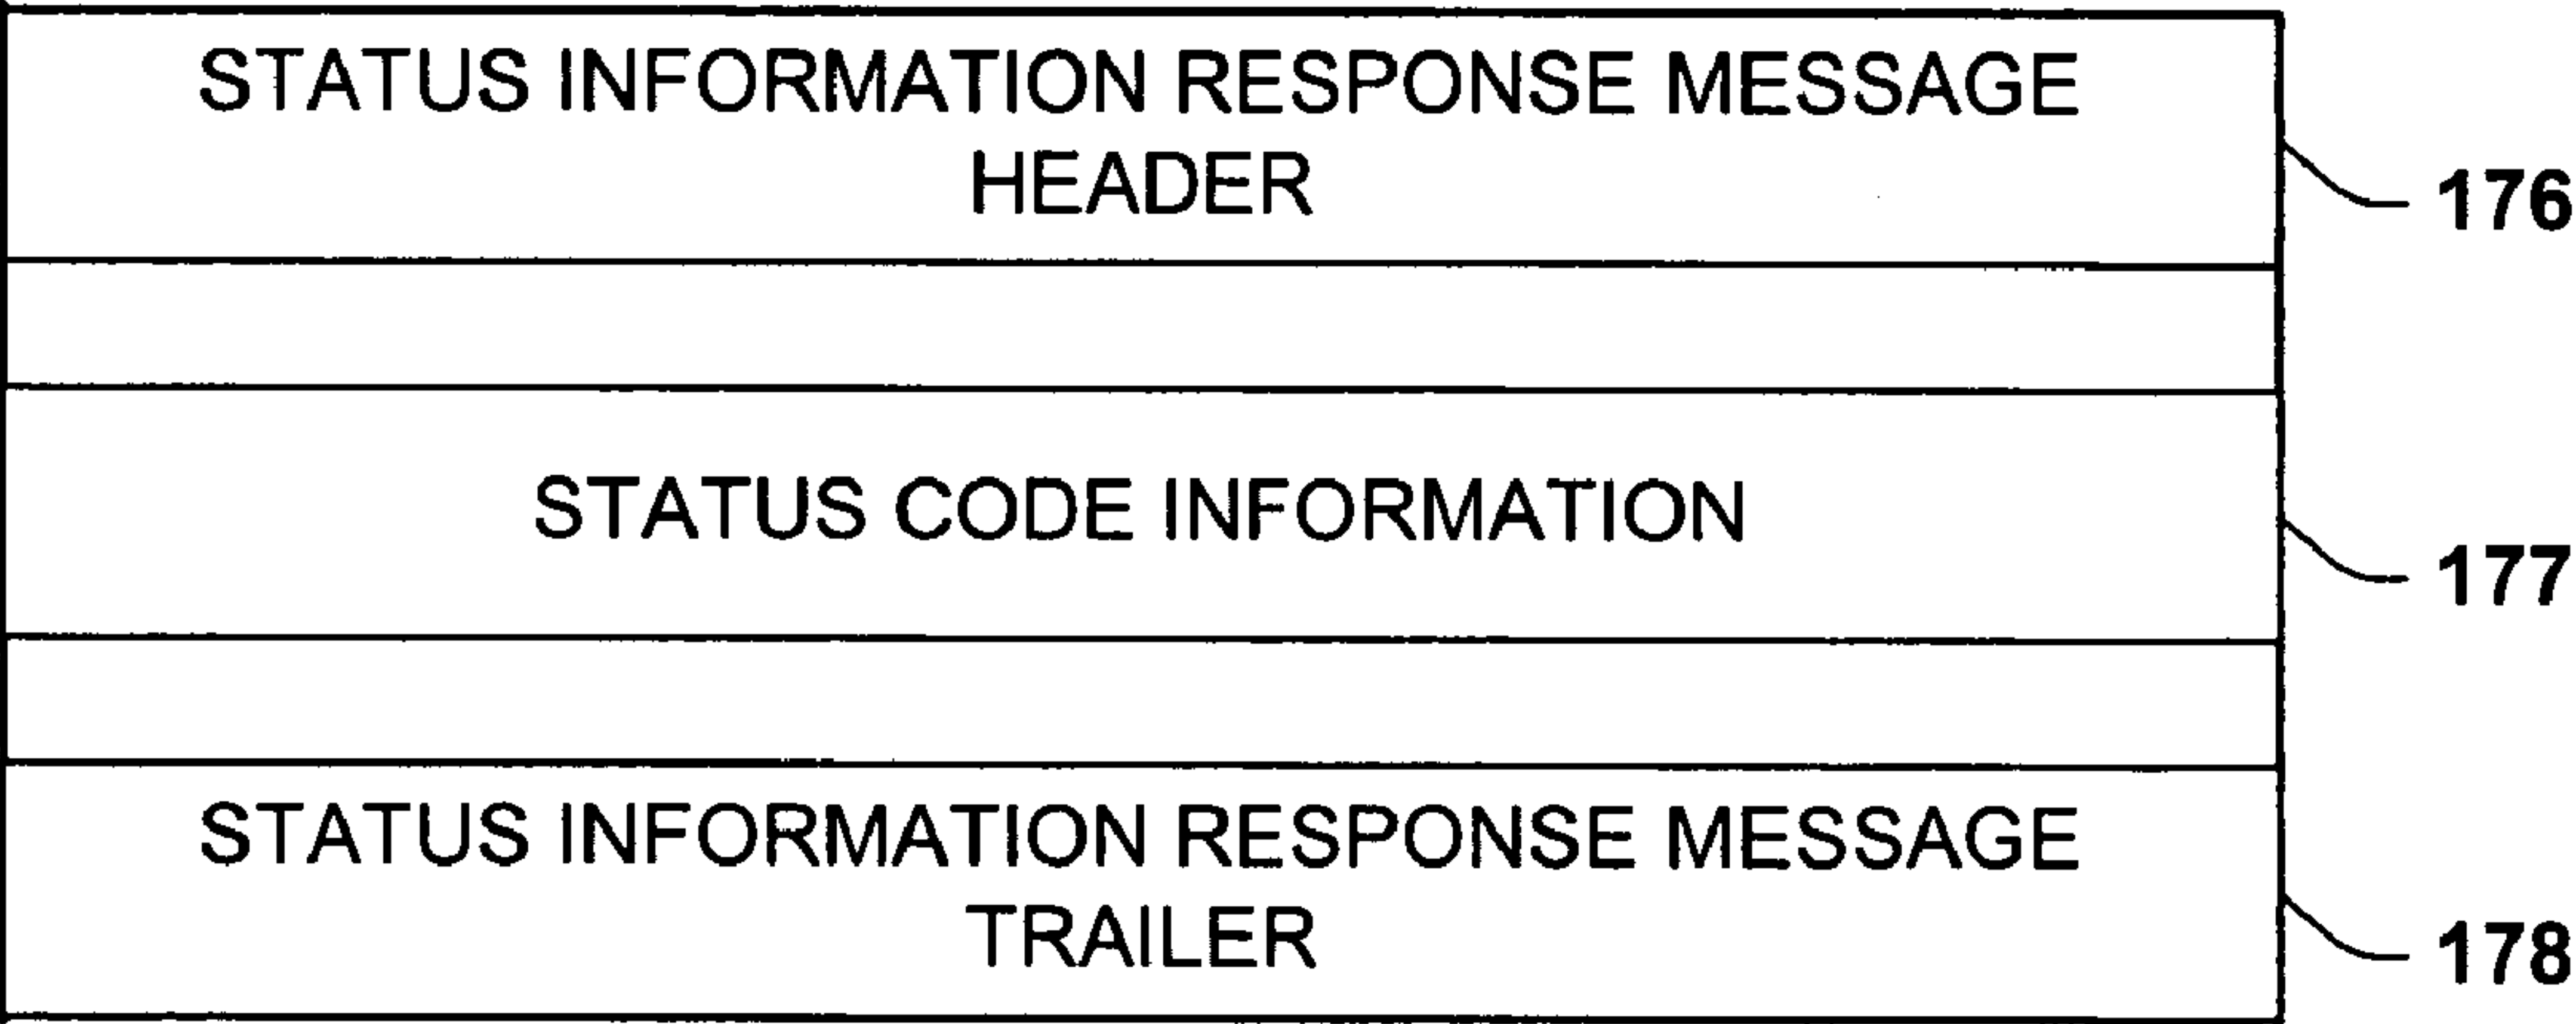 STATUS INFORMATION RESPONSE MESSAGE
HEADER
176
STATUS CODE INFORMATION
177
STATUS INFORMATION RESPONSE MESSAGE
TRAILER
178